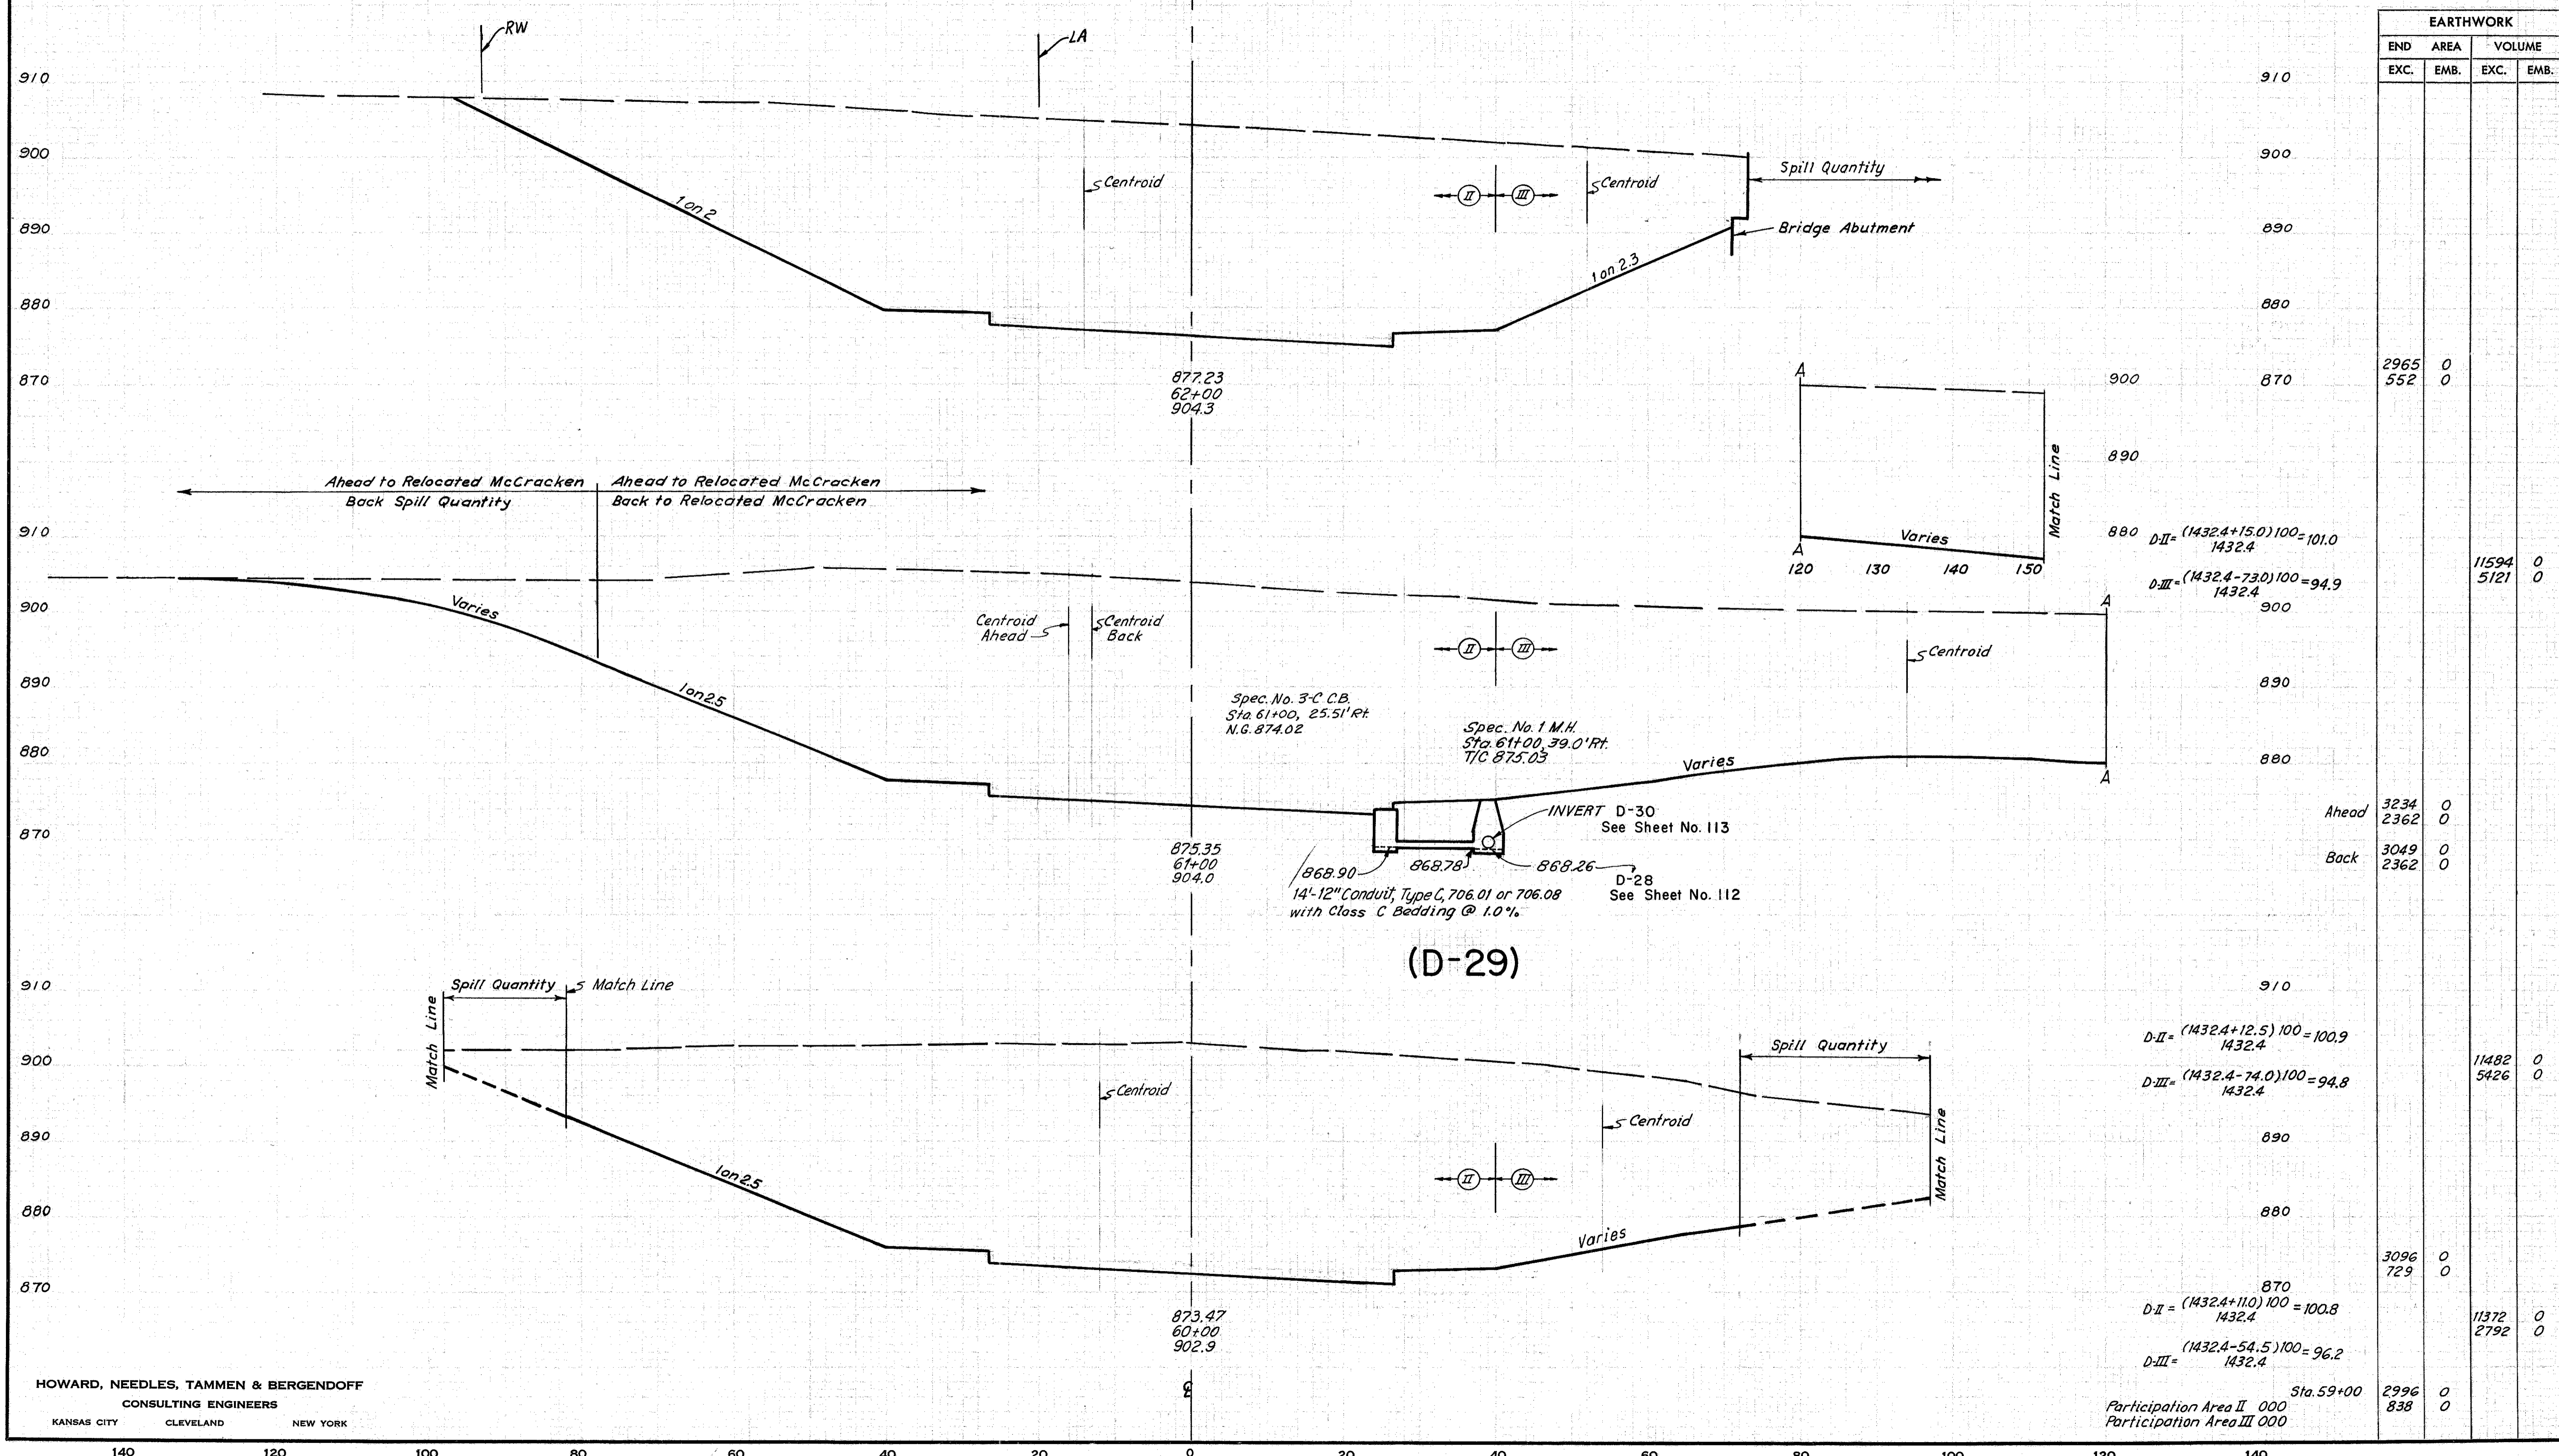 EARTHWORK
END AREA VOLUME
EXC. EMB. EXC. EMB.
RW
LA
910 910
900 900
Centroid
II III
Centroid
Spill Quantity
1 on 2
890 890
Bridge Abutment
1 on 2.3
880 880
870 870
877.23
62+00
904.3
2965 0
552 0
A
900
890
880
Match Line
Varies
A
120 130 140 150
Ahead to Relocated McCracken
Back Spill Quantity
Ahead to Relocated McCracken
Back to Relocated McCracken
910
D-II= (1432.4+15.0)100 = 101.0
1432.4
11594 0
5121 0
D-III= (1432.4-73.0)100 = 94.9
1432.4
900 900
A
Varies
Centroid
Ahead
Centroid
Back
II III
Centroid
890 890
1 on 2.5
Spec. No. 3-C C.B.
Sta. 61+00, 25.51' Rt.
N.G. 874.02
Spec. No. 1 M.H.
Sta. 61+00, 39.0' Rt.
T/C 875.03
880 880
Varies
A
INVERT D-30
See Sheet No. 113
Ahead 3234 0
2362 0
870
875.35
61+00
904.0
Back 3049 0
2362 0
868.90
868.78
868.26
D-28
See Sheet No. 112
14'-12" Conduit, Type C, 706.01 or 706.08
with Class C Bedding @ 1.0%
(D-29)
910 910
Spill Quantity
Match Line
Match Line
D-II= (1432.4+12.5)100 = 100.9
1432.4
11482 0
5426 0
D-III= (1432.4-74.0)100 = 94.8
1432.4
900
Spill Quantity
Centroid
Centroid
890 890
Match Line
1 on 2.5
II III
880 880
Varies
3096 0
729 0
870 870
873.47
60+00
902.9
D-II= (1432.4+11.0)100 = 100.8
1432.4
11372 0
2792 0
D-III= (1432.4-54.5)100 = 96.2
1432.4
HOWARD, NEEDLES, TAMMEN & BERGENDOFF
CONSULTING ENGINEERS
KANSAS CITY CLEVELAND NEW YORK
℄
Sta. 59+00 2996 0
Participation Area II 000 838 0
Participation Area III 000
140 120 100 80 60 40 20 0 20 40 60 80 100 120 140